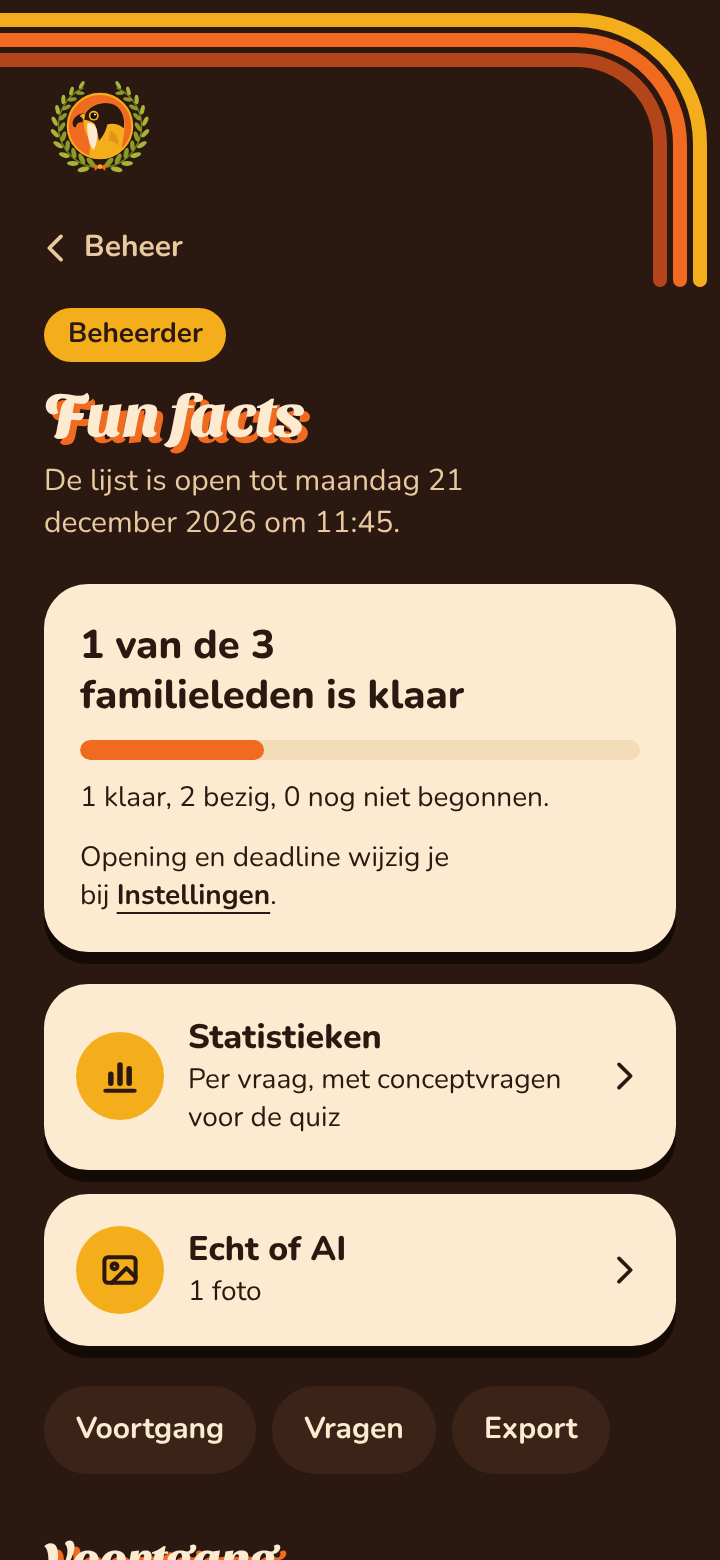 Beheer
Beheerder
Fun facts
De lijst is open tot maandag 21
december 2026 om 11:45.
1 van de 3
familieleden is klaar
1 klaar, 2 bezig, 0 nog niet begonnen.
Opening en deadline wijzig je
bij Instellingen.
Statistieken
Per vraag, met conceptvragen
voor de quiz
Echt of AI
1 foto
Voortgang
Vragen
Export
Voortgang